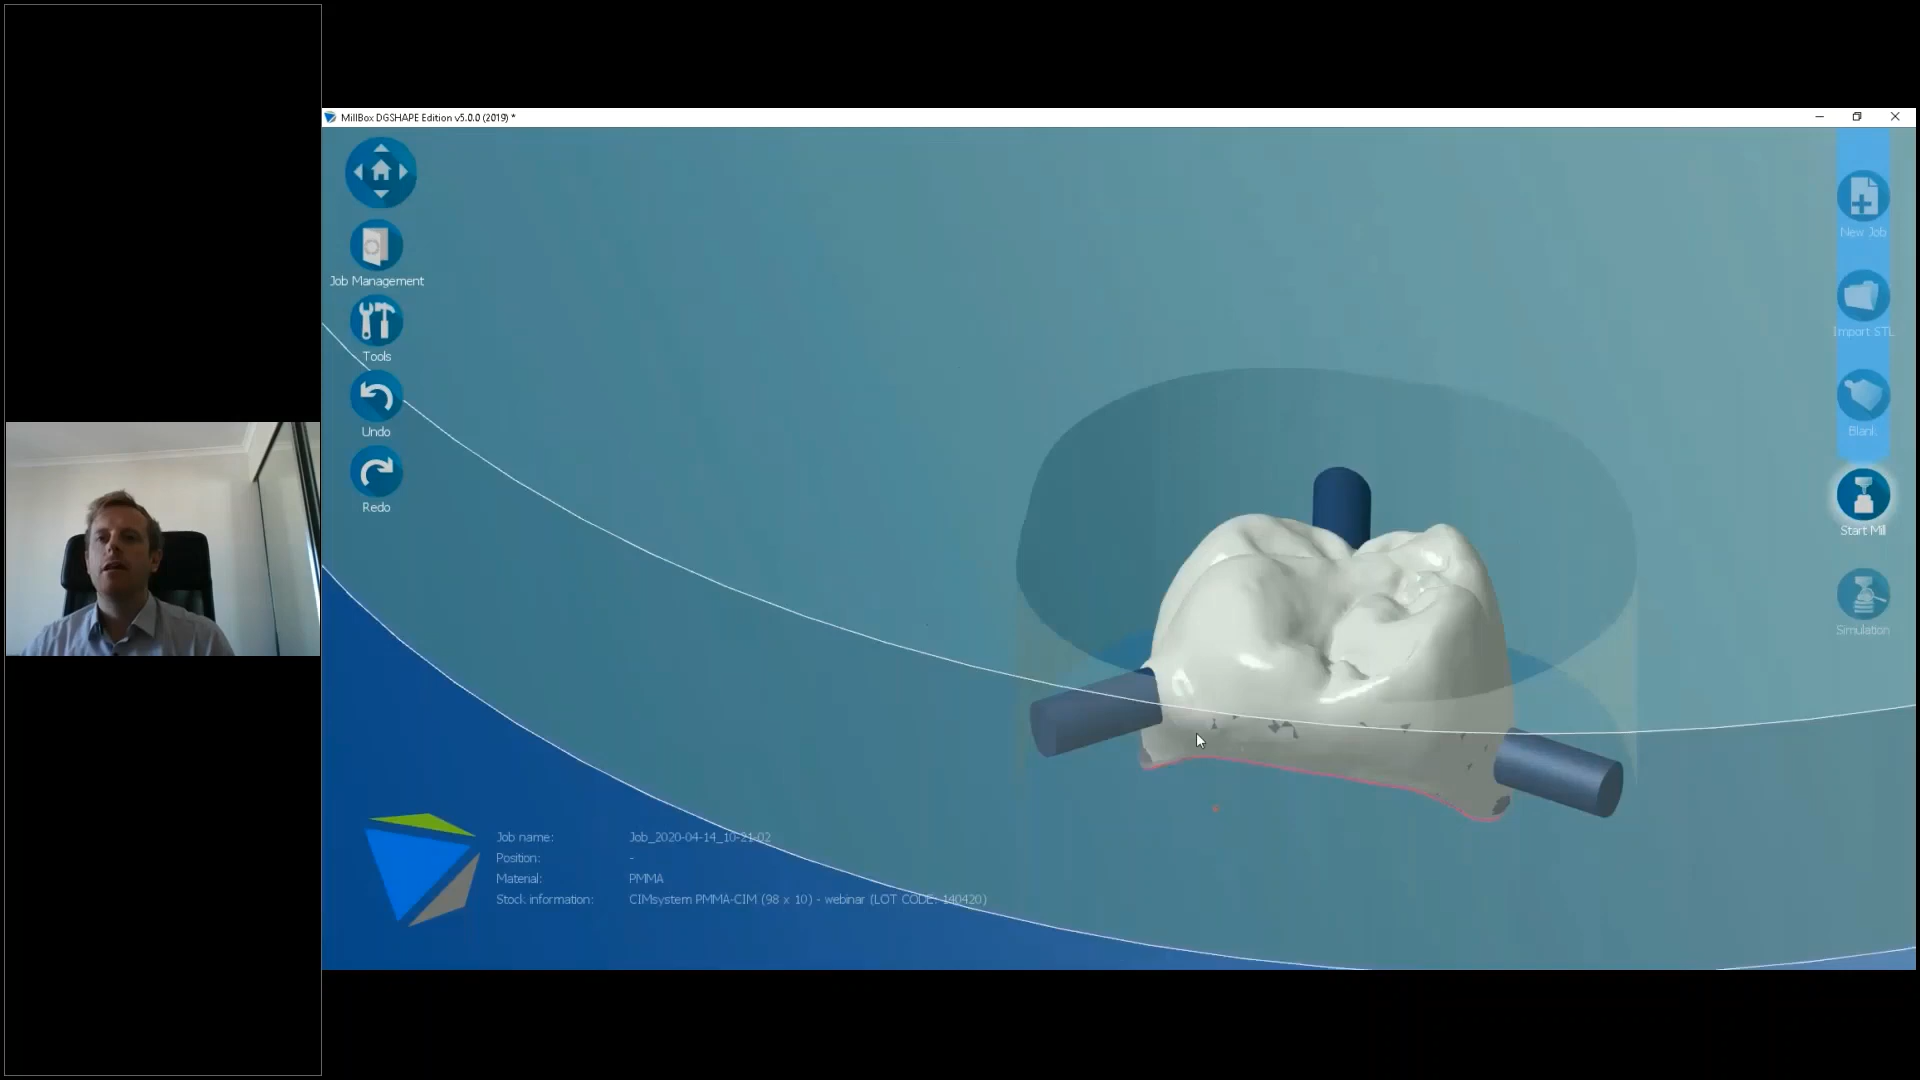 MillBox DGSHAPE Edition v5.0.0 (2019) *
Job Management
Tools
Undo
Redo
New Job
Import STL
Blank
Start Mill
Simulation
Job name: Job_2020-04-14_10-21-02
Position: -
Material: PMMA
Stock information: CIMsystem PMMA-CIM (98 x 10) - webinar (LOT CODE: 140420)